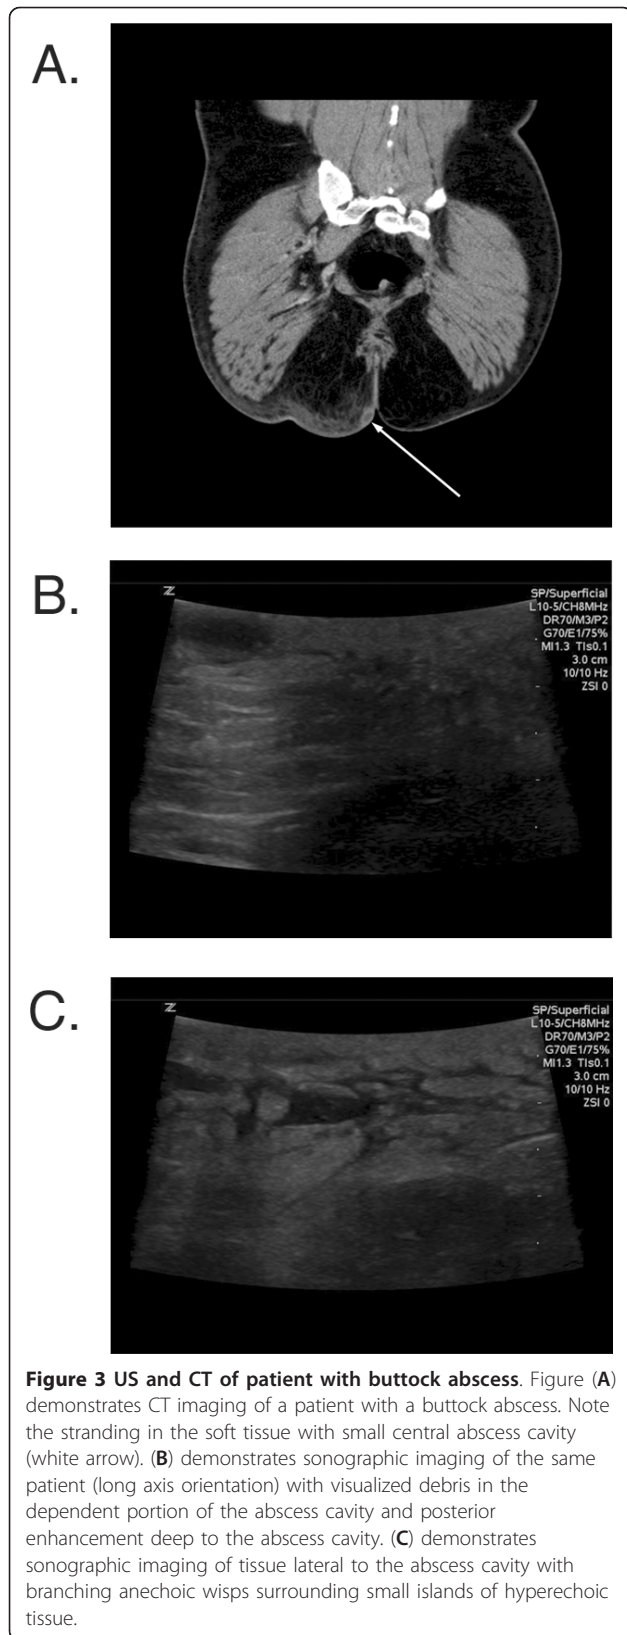 A.
B.
Z
SP/Superficial
L10-5/CH8MHz
DR70/M3/P2
G70/E1/75%
MI1.3 TIs0.1
3.0 cm
10/10 Hz
ZSI 0
C.
Z
SP/Superficial
L10-5/CH8MHz
DR70/M3/P2
G70/E1/75%
MI1.3 TIs0.1
3.0 cm
10/10 Hz
ZSI 0
Figure 3 US and CT of patient with buttock abscess. Figure (A)
demonstrates CT imaging of a patient with a buttock abscess. Note
the stranding in the soft tissue with small central abscess cavity
(white arrow). (B) demonstrates sonographic imaging of the same
patient (long axis orientation) with visualized debris in the
dependent portion of the abscess cavity and posterior
enhancement deep to the abscess cavity. (C) demonstrates
sonographic imaging of tissue lateral to the abscess cavity with
branching anechoic wisps surrounding small islands of hyperechoic
tissue.